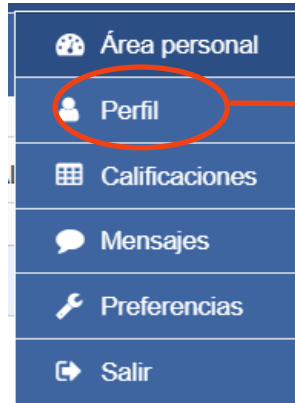 Área personal
Perfil
Calificaciones
Mensajes
Preferencias
Salir